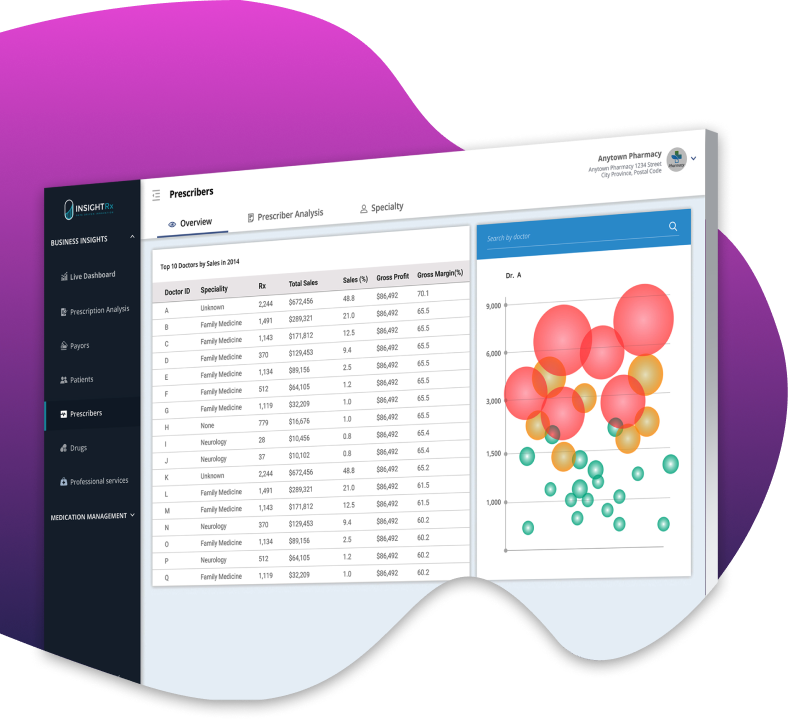 INSIGHTRx
BUSINESS INSIGHTS
Live Dashboard
Prescription Analysis
Payors
Patients
Prescribers
Drugs
Professional services
MEDICATION MANAGEMENT
Prescribers
Anytown Pharmacy
Anytown Pharmacy 1234 Street
City Province, Postal Code
Overview
Prescriber Analysis
Specialty
Top 10 Doctors by Sales in 2014
Doctor ID Speciality Rx Total Sales Sales (%) Gross Profit Gross Margin(%)
A Unknown 2,244 $672,456 48.8 $86,492 70.1
B Family Medicine 1,491 $289,321 21.0 $86,492 65.5
C Family Medicine 1,143 $171,812 12.5 $86,492 65.5
D Family Medicine 370 $129,453 9.4 $86,492 65.5
E Family Medicine 1,134 $89,156 2.5 $86,492 65.5
F Family Medicine 512 $64,105 1.2 $86,492 65.5
G Family Medicine 1,119 $32,209 1.0 $86,492 65.5
H None 779 $16,676 1.0 $86,492 65.5
I Neurology 28 $10,456 0.8 $86,492 65.4
J Neurology 37 $10,102 0.8 $86,492 65.4
K Unknown 2,244 $672,456 48.8 $86,492 65.2
L Family Medicine 1,491 $289,321 21.0 $86,492 61.5
M Family Medicine 1,143 $171,812 12.5 $86,492 61.5
N Neurology 370 $129,453 9.4 $86,492 60.2
O Family Medicine 1,134 $89,156 2.5 $86,492 60.2
P Neurology 512 $64,105 1.2 $86,492 60.2
Q Family Medicine 1,119 $32,209 1.0 $86,492 60.2
Search by doctor
Dr. A
9,000
6,000
3,000
1,500
1,000